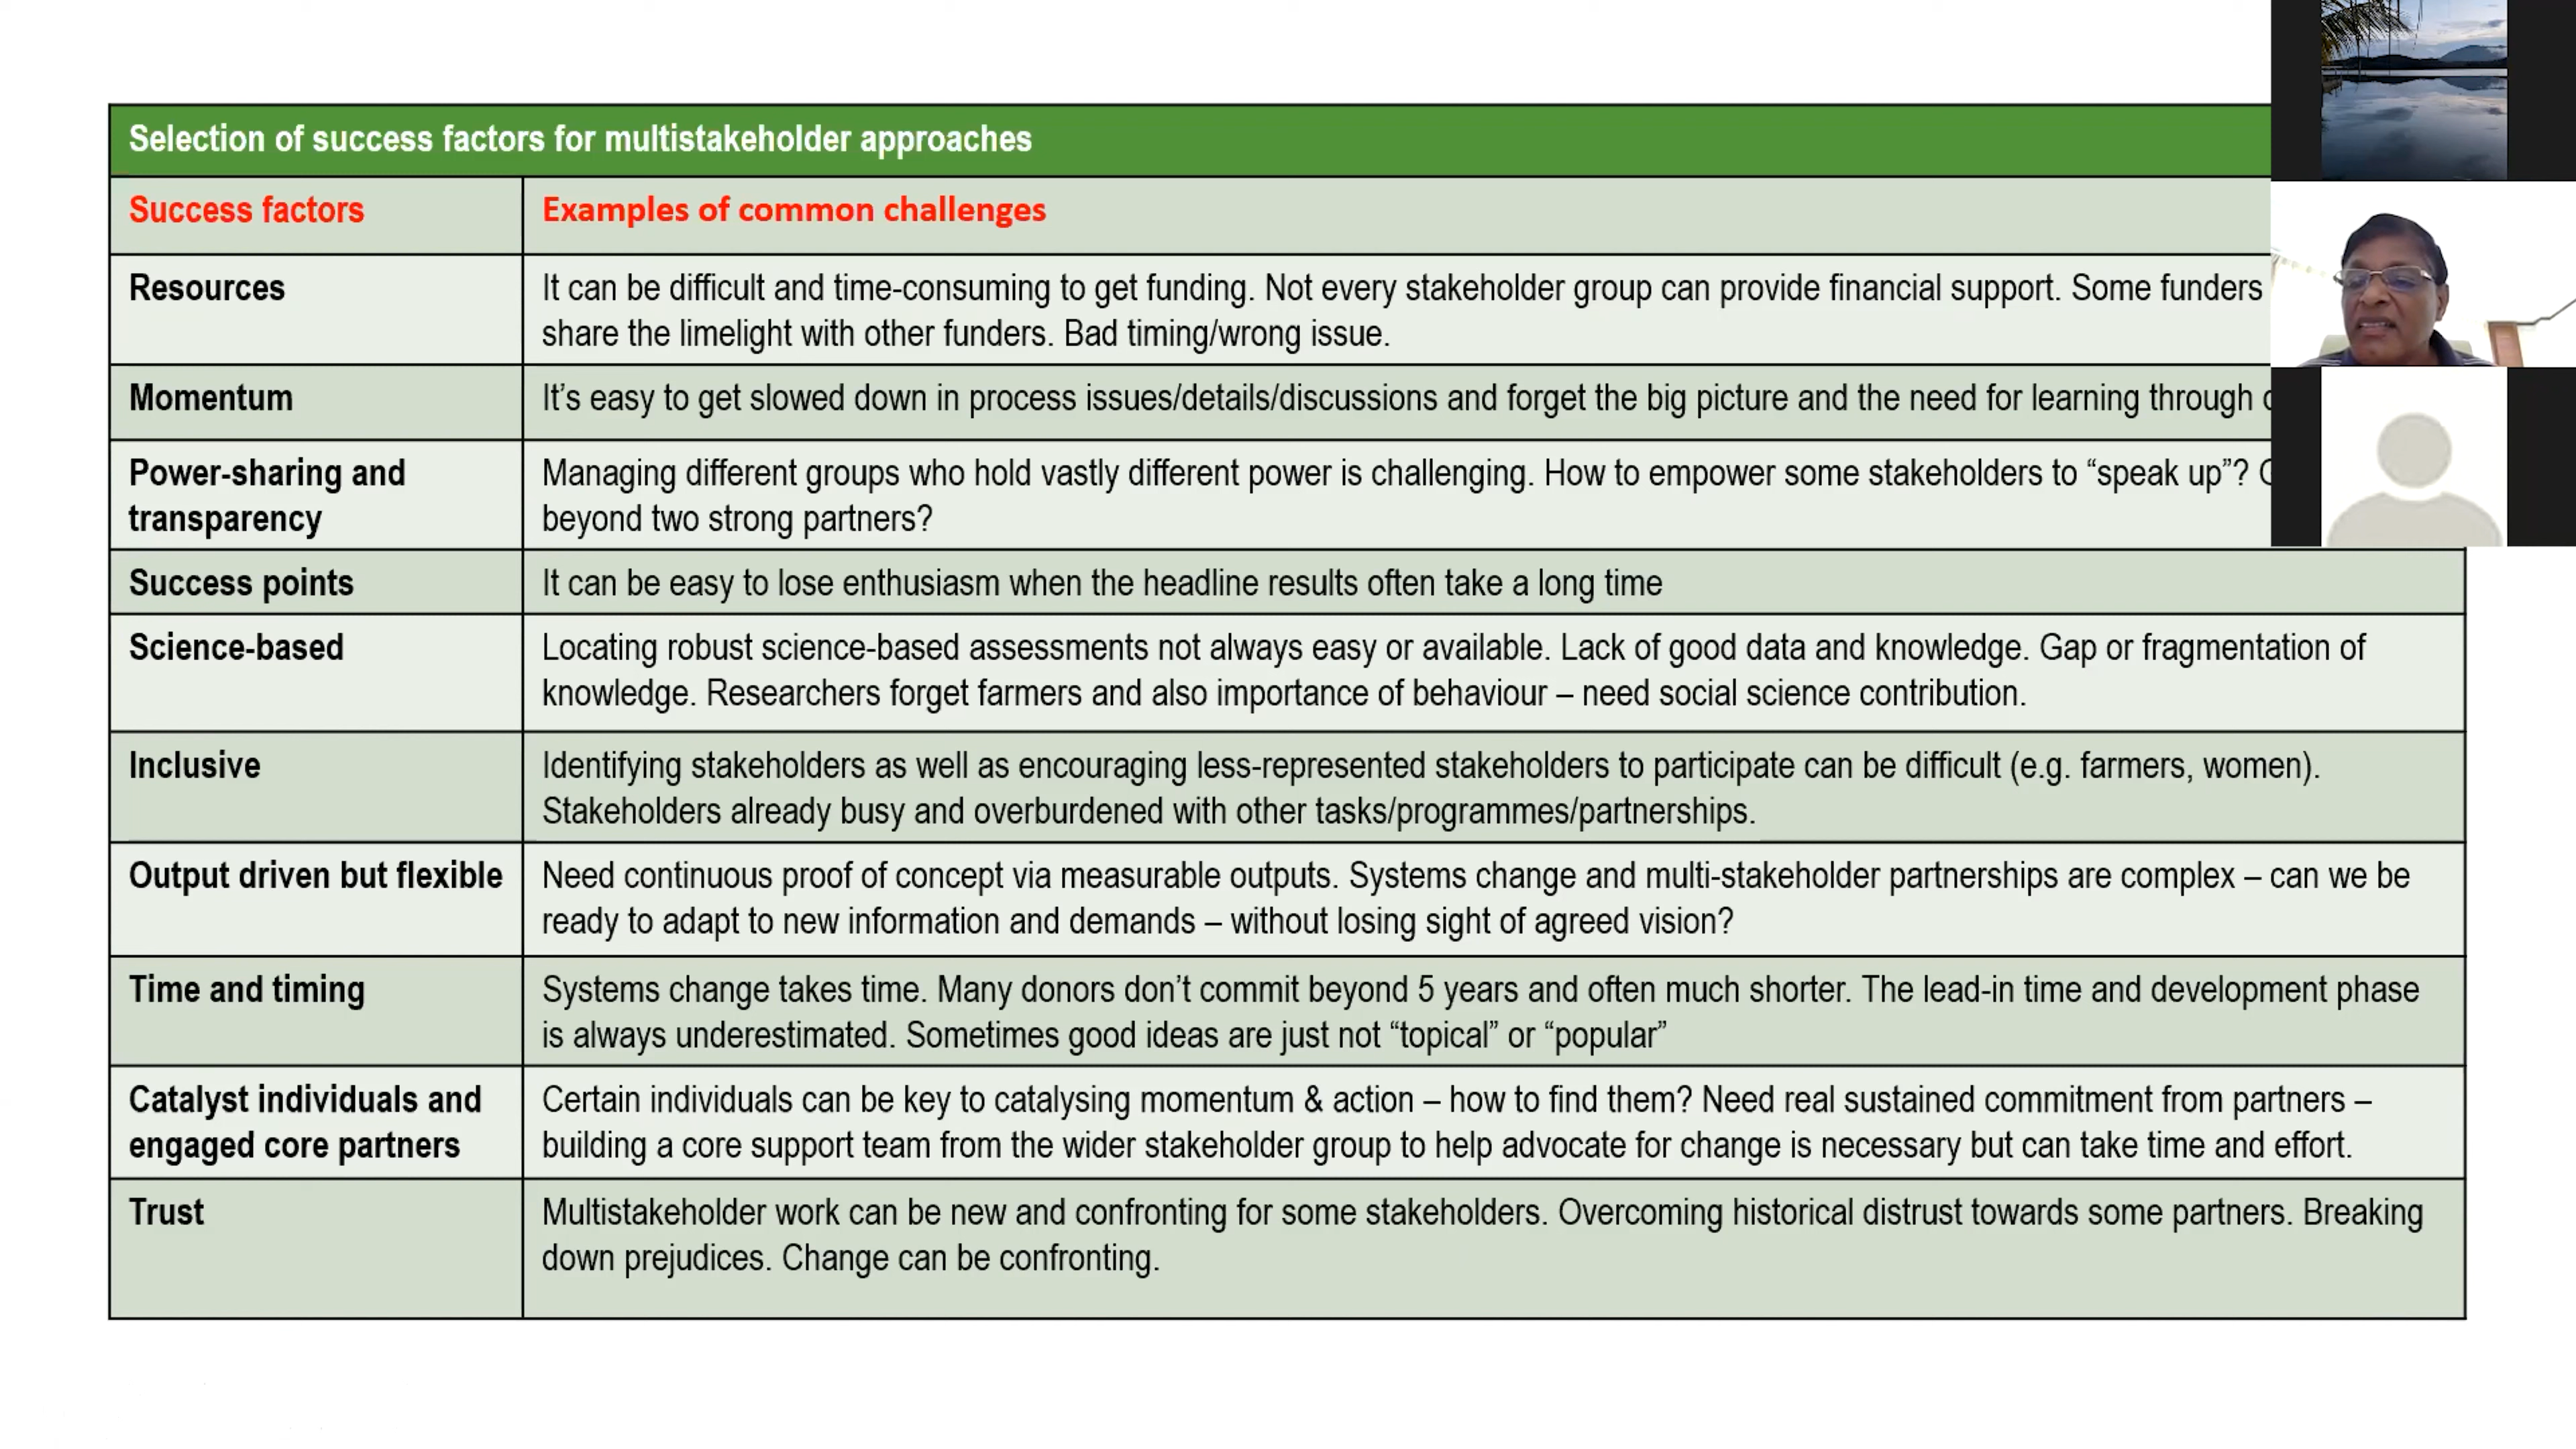 Selection of success factors for multistakeholder approaches
Success factors
Examples of common challenges
Resources
It can be difficult and time-consuming to get funding. Not every stakeholder group can provide financial support. Some funders
share the limelight with other funders. Bad timing/wrong issue.
Momentum
It’s easy to get slowed down in process issues/details/discussions and forget the big picture and the need for learning through
Power-sharing and
transparency
Managing different groups who hold vastly different power is challenging. How to empower some stakeholders to “speak up”?
beyond two strong partners?
Success points
It can be easy to lose enthusiasm when the headline results often take a long time
Science-based
Locating robust science-based assessments not always easy or available. Lack of good data and knowledge. Gap or fragmentation of
knowledge. Researchers forget farmers and also importance of behaviour – need social science contribution.
Inclusive
Identifying stakeholders as well as encouraging less-represented stakeholders to participate can be difficult (e.g. farmers, women).
Stakeholders already busy and overburdened with other tasks/programmes/partnerships.
Output driven but flexible
Need continuous proof of concept via measurable outputs. Systems change and multi-stakeholder partnerships are complex – can we be
ready to adapt to new information and demands – without losing sight of agreed vision?
Time and timing
Systems change takes time. Many donors don’t commit beyond 5 years and often much shorter. The lead-in time and development phase
is always underestimated. Sometimes good ideas are just not “topical” or “popular”
Catalyst individuals and
engaged core partners
Certain individuals can be key to catalysing momentum & action – how to find them? Need real sustained commitment from partners –
building a core support team from the wider stakeholder group to help advocate for change is necessary but can take time and effort.
Trust
Multistakeholder work can be new and confronting for some stakeholders. Overcoming historical distrust towards some partners. Breaking
down prejudices. Change can be confronting.